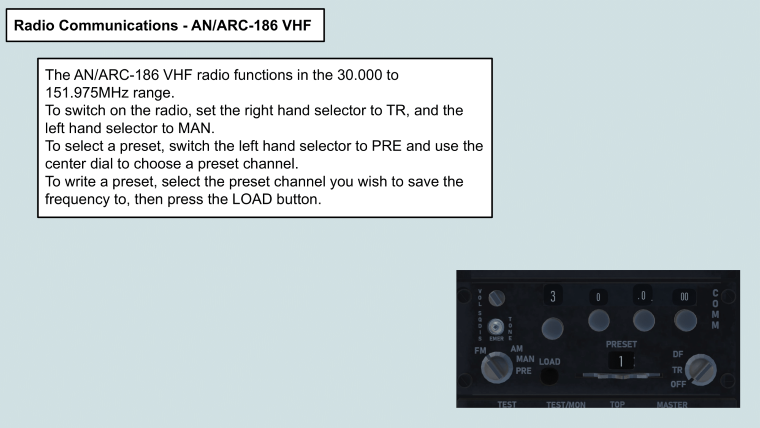 Radio Communications - AN/ARC-186 VHF
The AN/ARC-186 VHF radio functions in the 30.000 to
151.975MHz range.
To switch on the radio, set the right hand selector to TR, and the
left hand selector to MAN.
To select a preset, switch the left hand selector to PRE and use the
center dial to choose a preset channel.
To write a preset, select the preset channel you wish to save the
frequency to, then press the LOAD button.
VOL
3 0 .0 00
COMM
SQDIS
TONE
EMER
PRESET
FM
AM
MAN
PRE
LOAD
1
DF
TR
OFF
TEST TEST/MON TOP MASTER